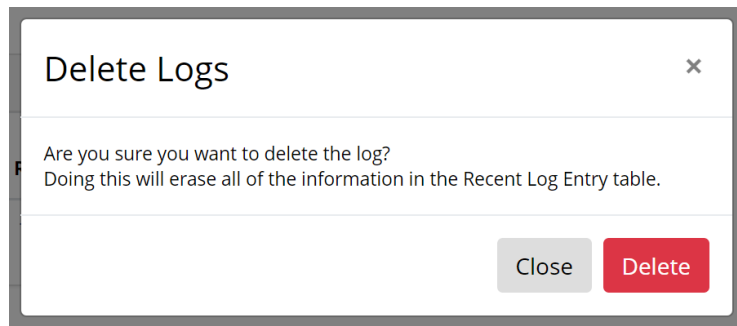 Delete Logs
×
Are you sure you want to delete the log?
Doing this will erase all of the information in the Recent Log Entry table.
Close Delete